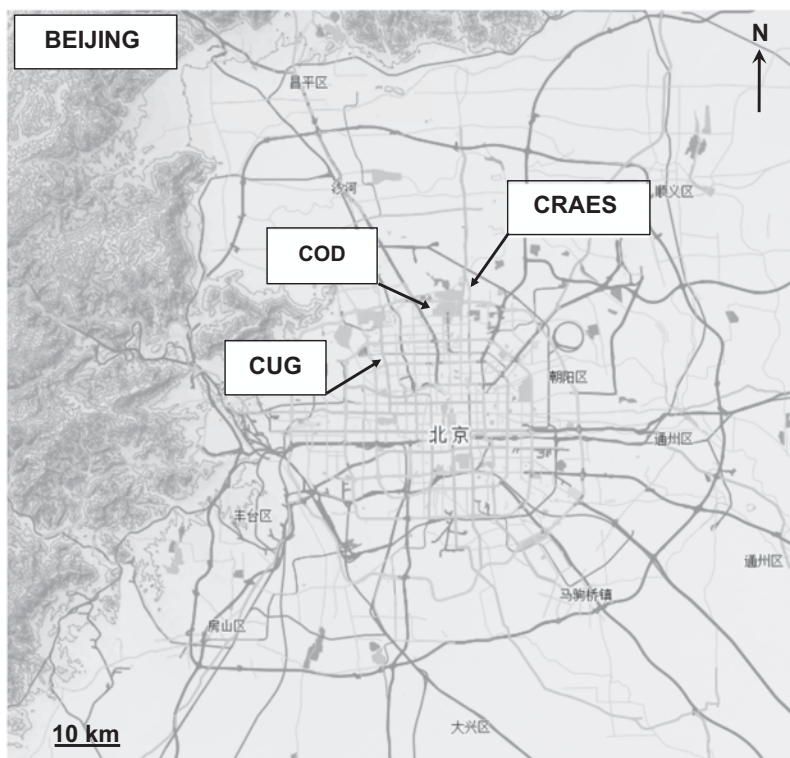 BEIJING
N
昌平区
沙河
顺义区
CRAES
COD
CUG
朝阳区
北京
通州区
丰台区
通州区
马驹桥镇
房山区
10 km
大兴区